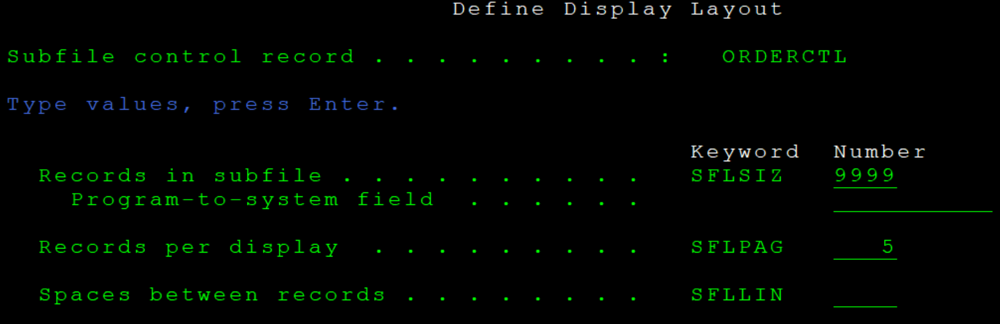 Define Display Layout
Subfile control record . . . . . . . . . :   ORDERCTL
Type values, press Enter.
Keyword  Number
Records in subfile . . . . . . . . . .   SFLSIZ   9999
Program-to-system field  . . . . . .
Records per display  . . . . . . . . .   SFLPAG   5
Spaces between records . . . . . . . .   SFLLIN